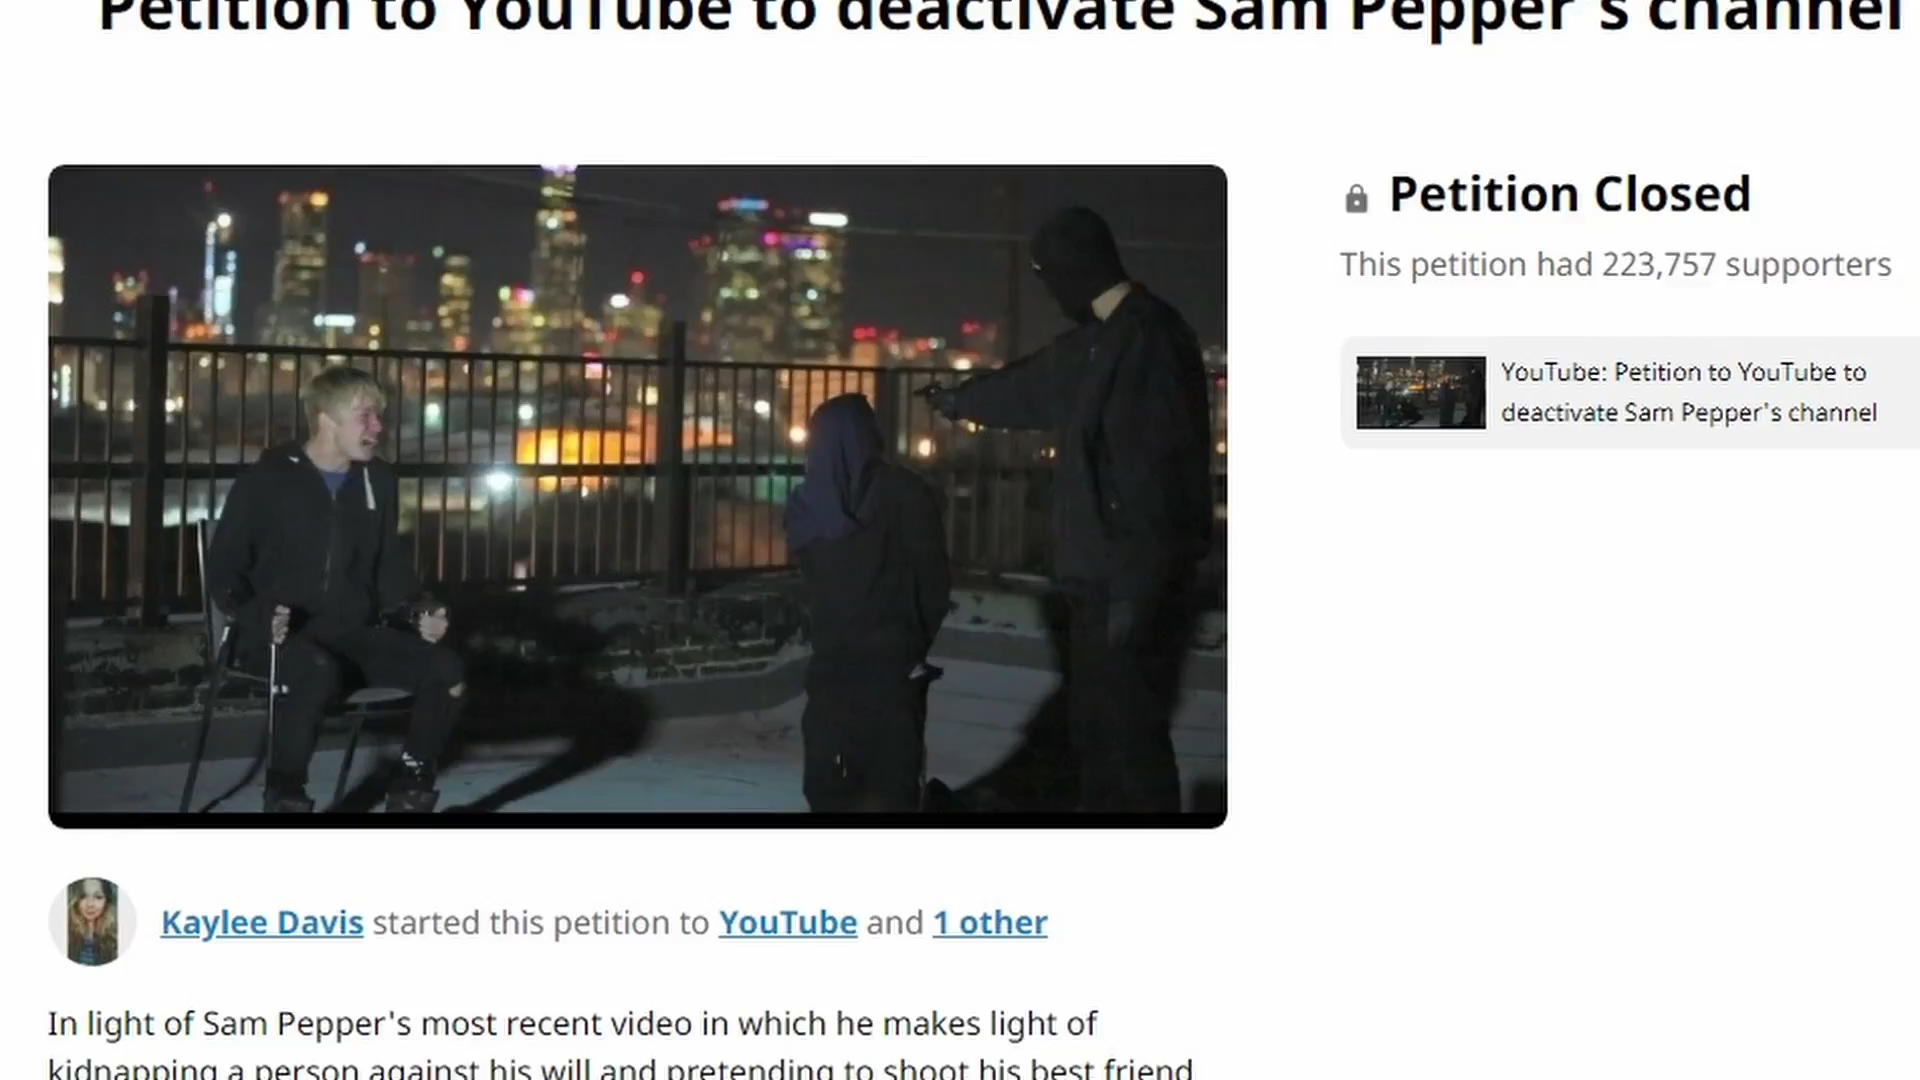 Petition to YouTube to deactivate Sam Pepper's channel
Petition Closed
This petition had 223,757 supporters
YouTube: Petition to YouTube to
deactivate Sam Pepper's channel
Kaylee Davis started this petition to YouTube and 1 other
In light of Sam Pepper's most recent video in which he makes light of
kidnapping a person against his will and pretending to shoot his best friend